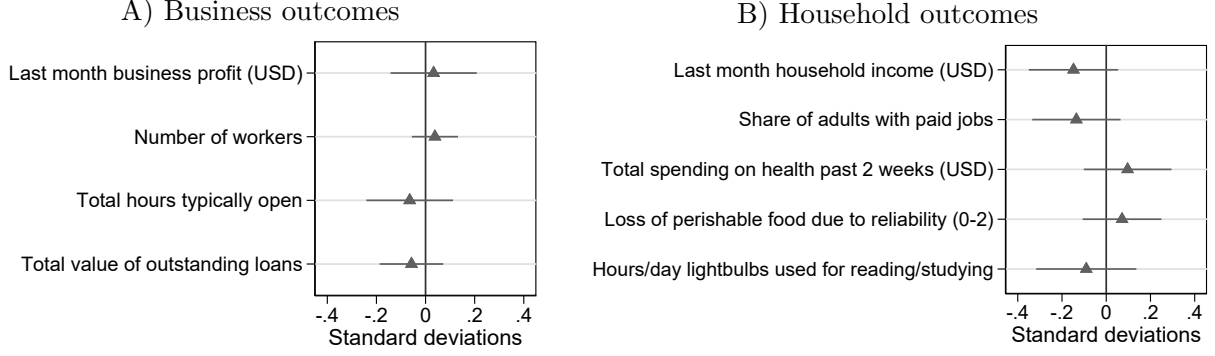 A) Business outcomes
Last month business profit (USD)
Number of workers
Total hours typically open
Total value of outstanding loans
-.4 -.2 0 .2 .4
Standard deviations
B) Household outcomes
Last month household income (USD)
Share of adults with paid jobs
Total spending on health past 2 weeks (USD)
Loss of perishable food due to reliability (0-2)
Hours/day lightbulbs used for reading/studying
-.4 -.2 0 .2 .4
Standard deviations